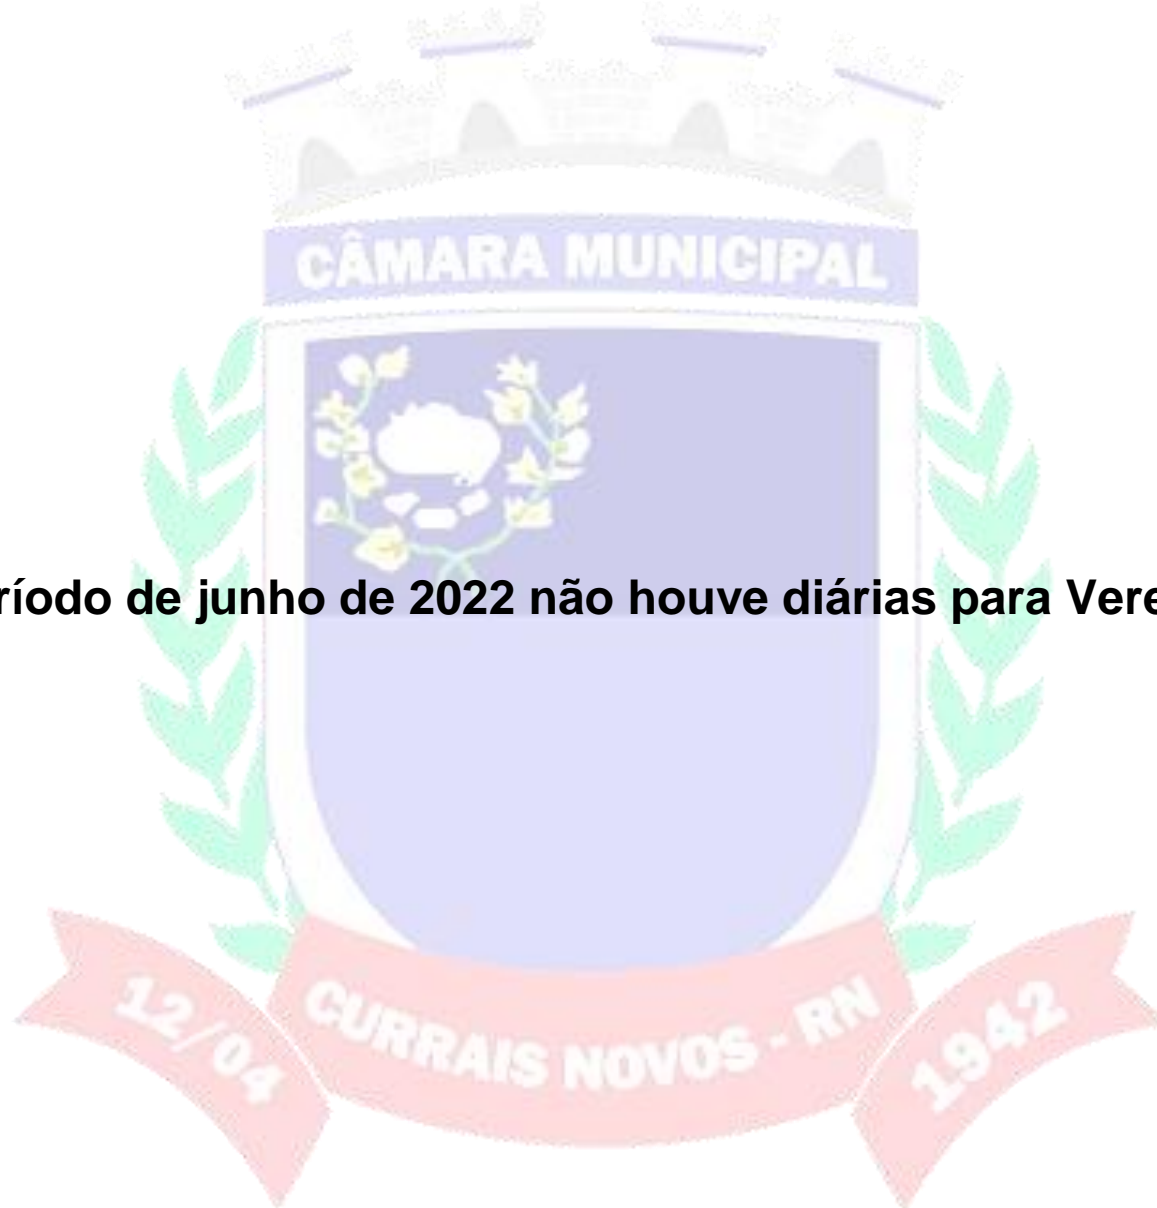 CÂMARA MUNICIPAL
ríodo de junho de 2022 não houve diárias para Vere
12/04
CURRAIS NOVOS - RN
1942